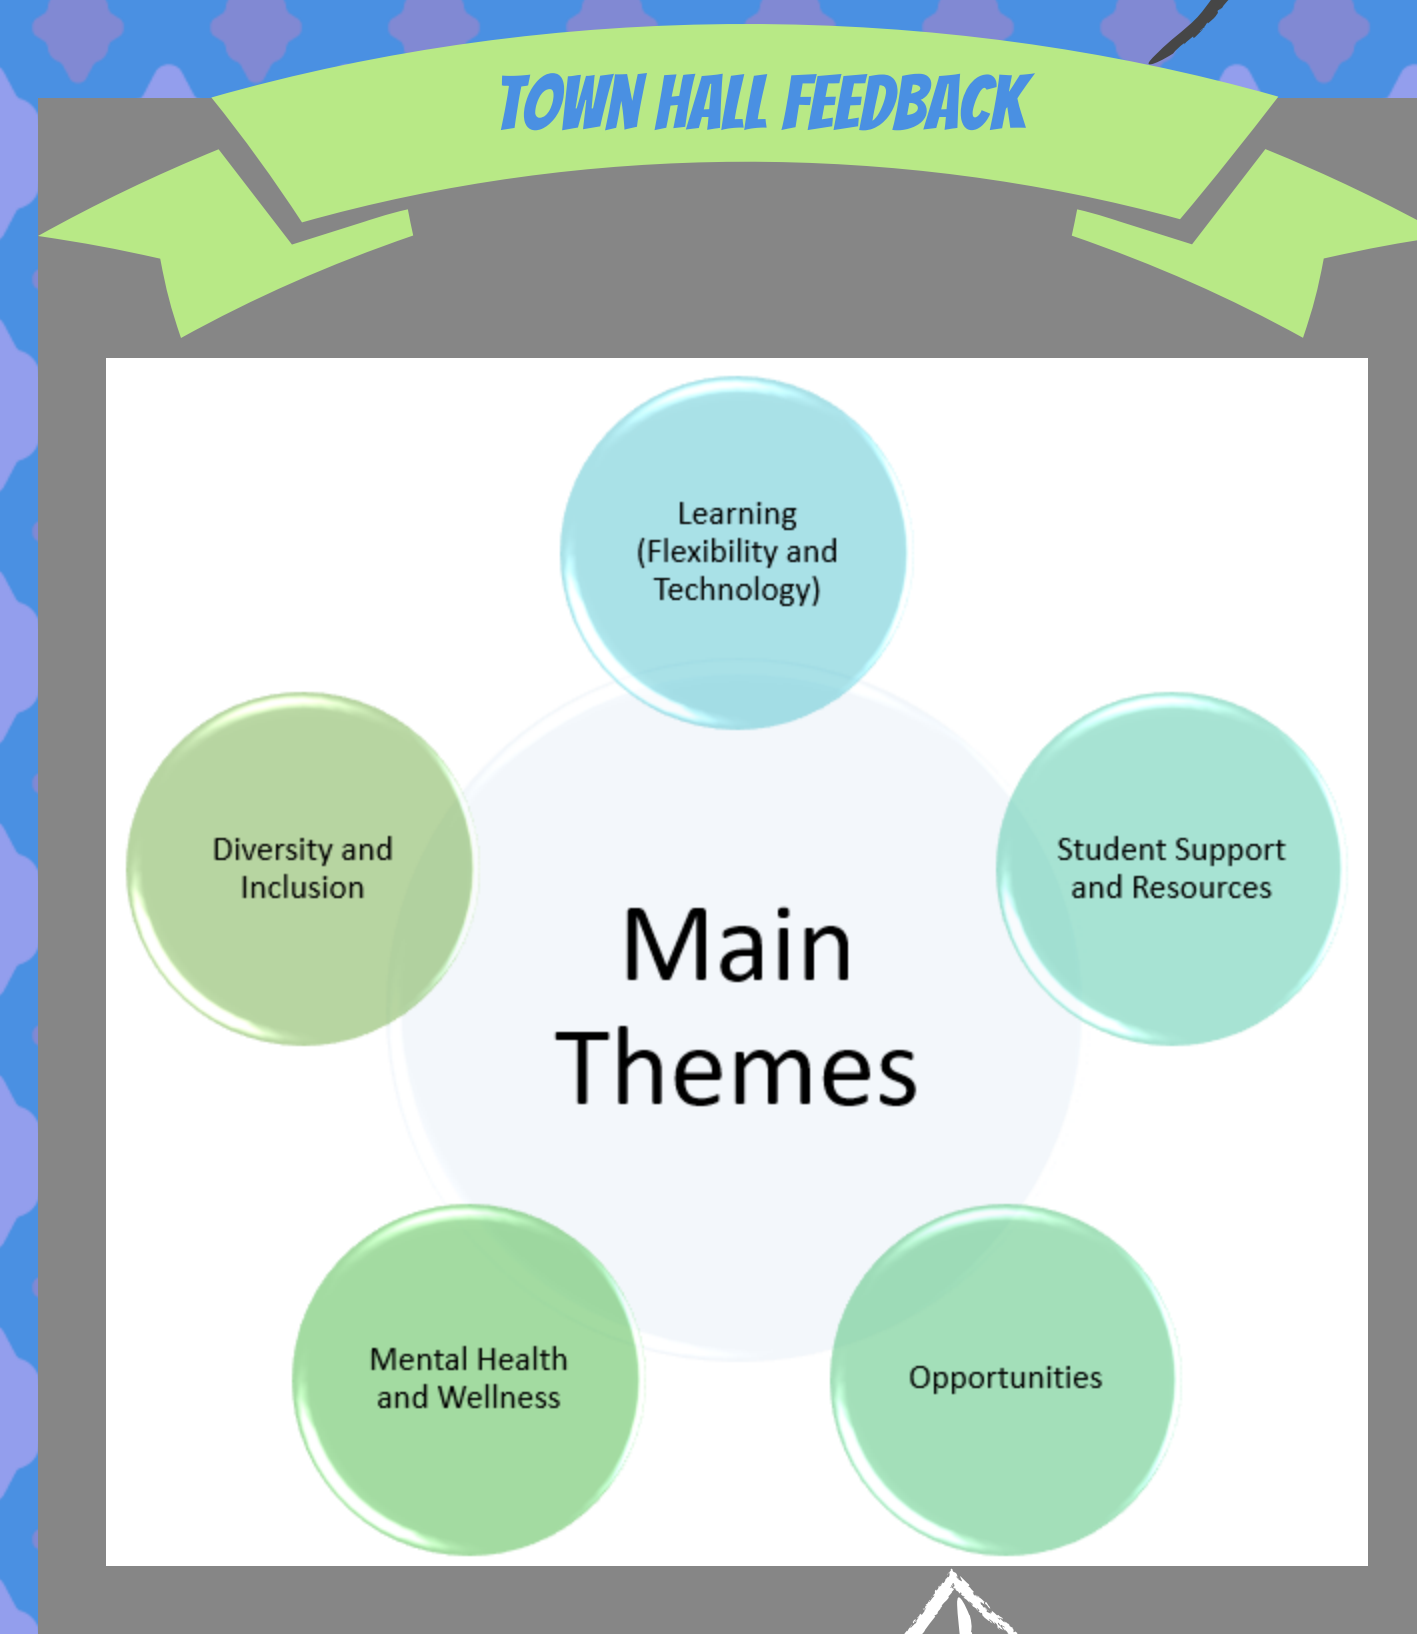 TOWN HALL FEEDBACK
Learning
(Flexibility and
Technology)
Diversity and
Inclusion
Student Support
and Resources
Main
Themes
Mental Health
and Wellness
Opportunities